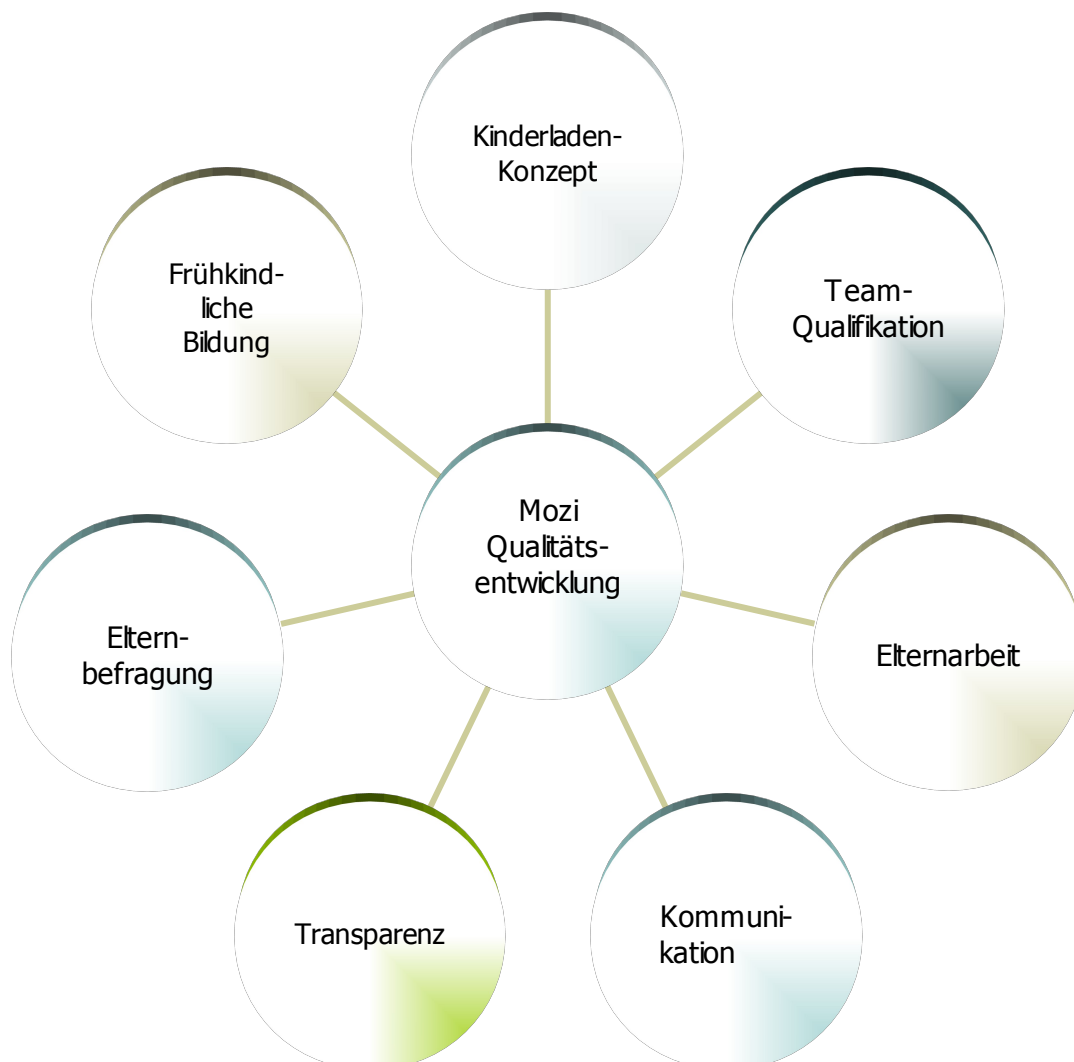 Kinderladen-
Konzept
Team-
Qualifikation
Elternarbeit
Kommuni-
kation
Transparenz
Eltern-
befragung
Frühkind-
liche
Bildung
Mozi
Qualitäts-
entwicklung